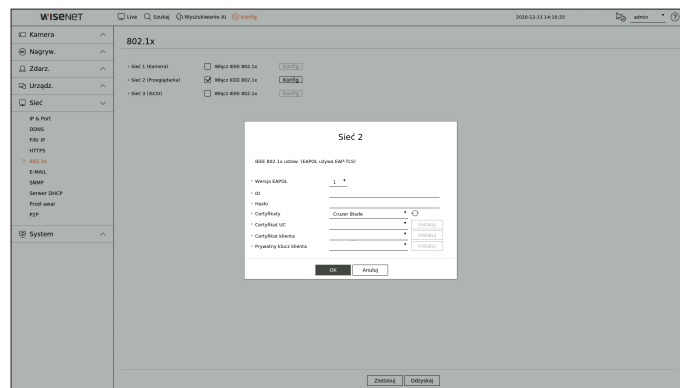 WISENET Live Szukaj Wyszukiwanie AI Konfig 2020-12-11 14:10:33 admin
Kamera
802.1x
Nagryw.
Zdarz.
Urządz.
Sieć
IP & Port
DDNS
Filtr IP
HTTPS
802.1x
E-MAIL
SNMP
Serwer DHCP
Przeł awar
P2P
System
Sieć 1 (Kamera) Włącz IEEE 802.1x Konfig
Sieć 2 (Przeglądarka) Włącz IEEE 802.1x Konfig
Sieć 3 (iSCSI) Włącz IEEE 802.1x Konfig
Sieć 2
IEEE 802.1x ustaw. (EAPOL używa EAP-TLS)
Wersja EAPOL 1
ID
Hasło
Certyfikaty Cruzer Blade
Certyfikat UC Instaluj
Certyfikat klienta Instaluj
Prywatny klucz klienta Instaluj
OK Anuluj
Zastosuj Odzyskaj